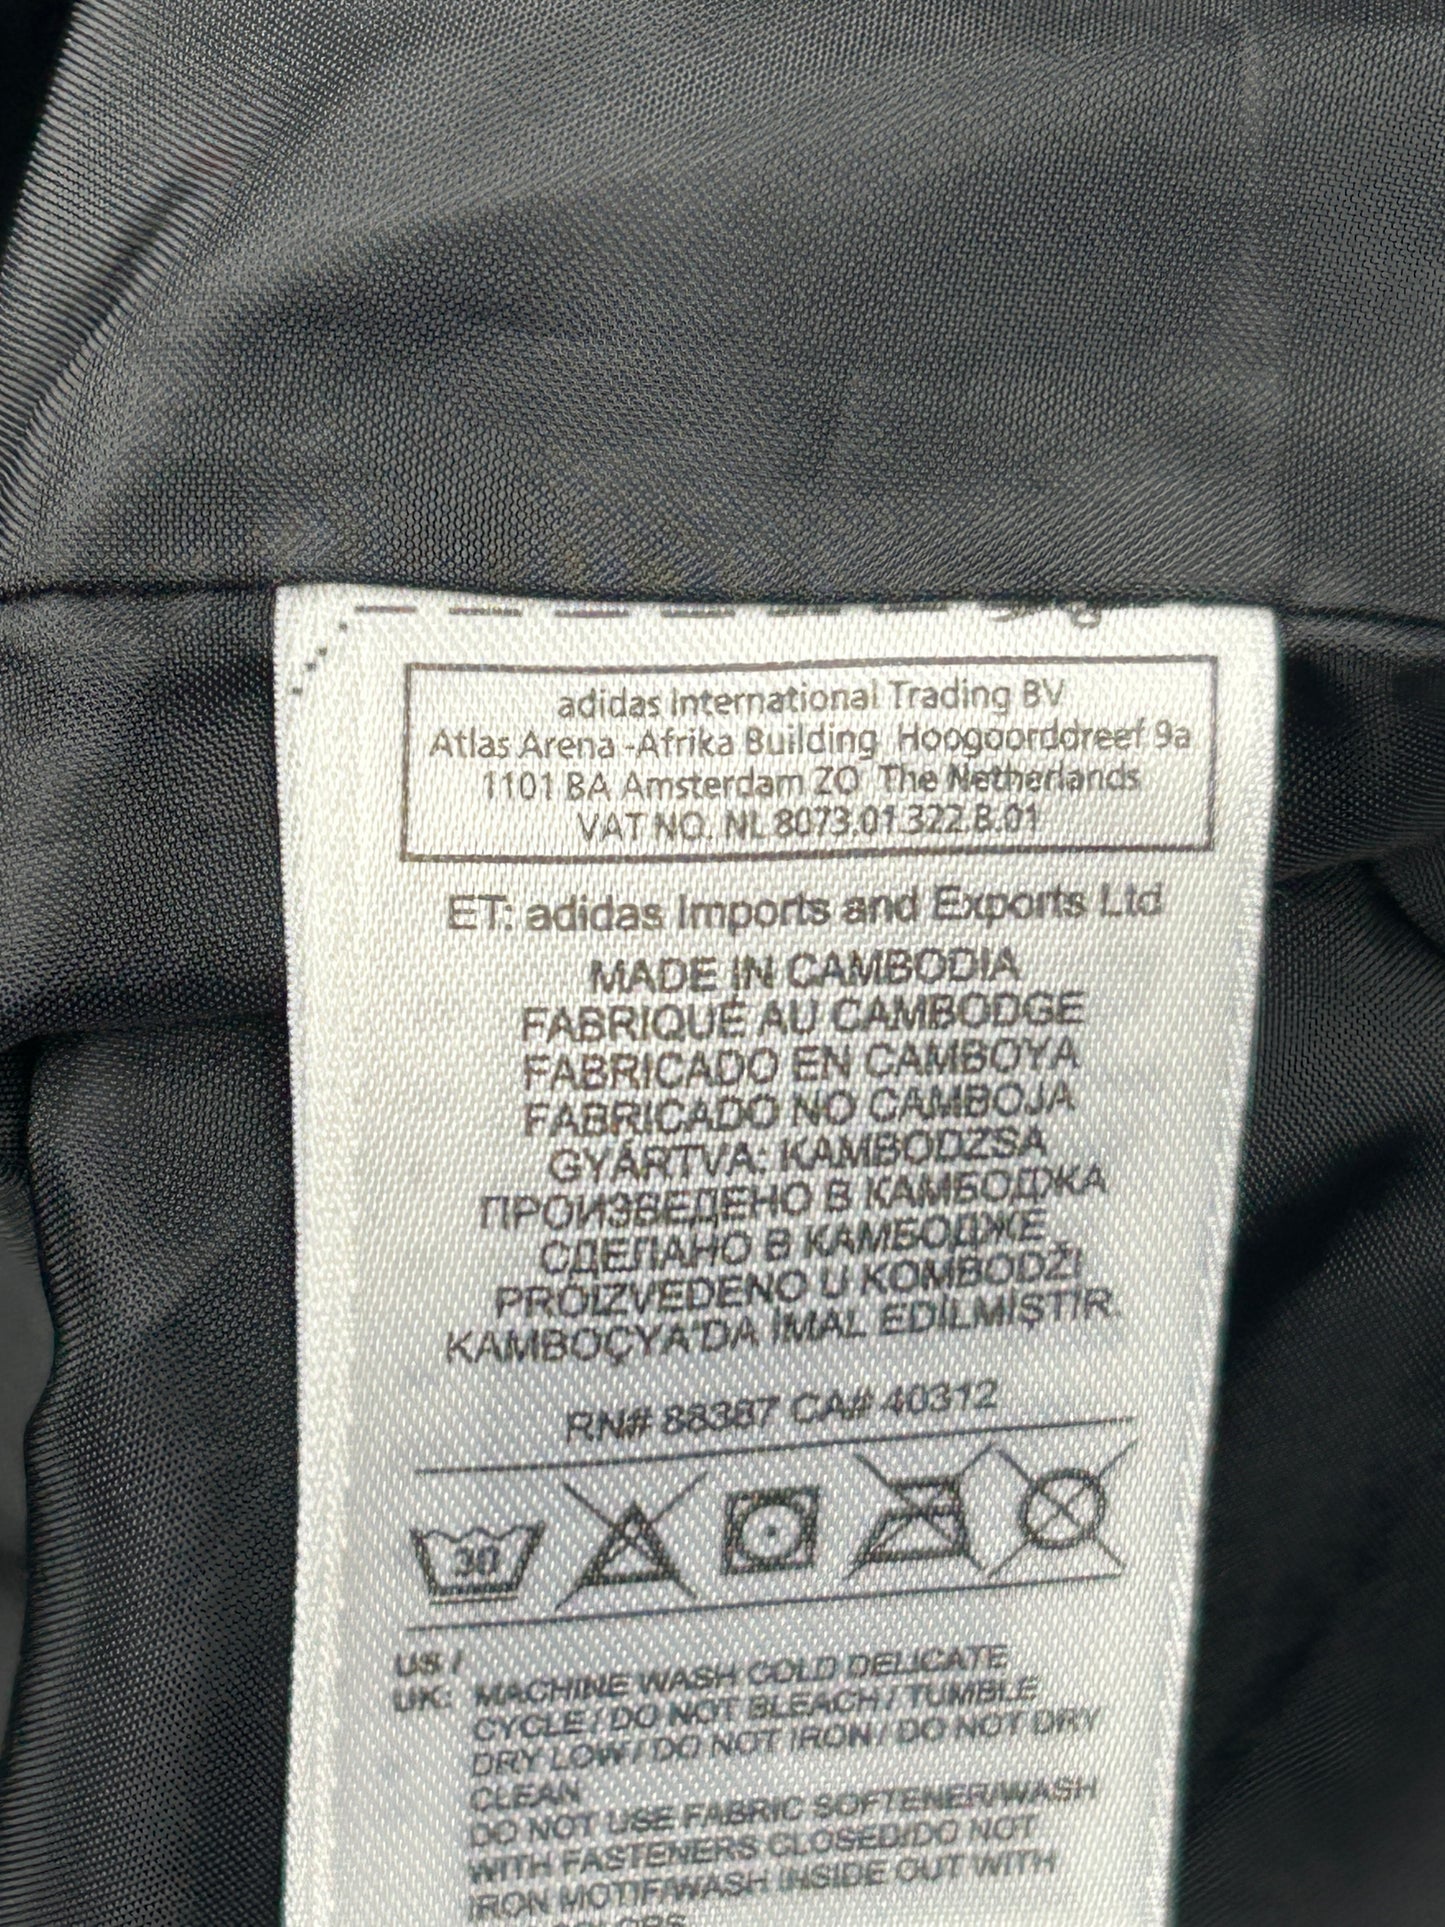 adidas International Trading BV
Atlas Arena -Afrika Building, Hoogoorddreef 9a
1101 BA Amsterdam ZO, The Netherlands
VAT NO. NL 8073.01.322.B.01
ET: adidas Imports and Exports Ltd
MADE IN CAMBODIA
FABRIQUÉ AU CAMBODGE
FABRICADO EN CAMBOYA
FABRICADO NO CAMBOJA
GYÁRTVA: KAMBODZSA
ПРОИЗВЕДЕНО В КАМБОДЖА
СДЕЛАНО В КАМБОДЖЕ
PROIZVEDENO U KOMBODŽI
KAMBOÇYA'DA İMAL EDİLMİŞTİR
RN# 88387 CA# 40312
30
US /
UK: MACHINE WASH COLD DELICATE
CYCLE / DO NOT BLEACH / TUMBLE
DRY LOW / DO NOT IRON / DO NOT DRY
CLEAN
DO NOT USE FABRIC SOFTENER/WASH
WITH FASTENERS CLOSED/DO NOT
IRON MOTIF/WASH INSIDE OUT WITH
COLORS